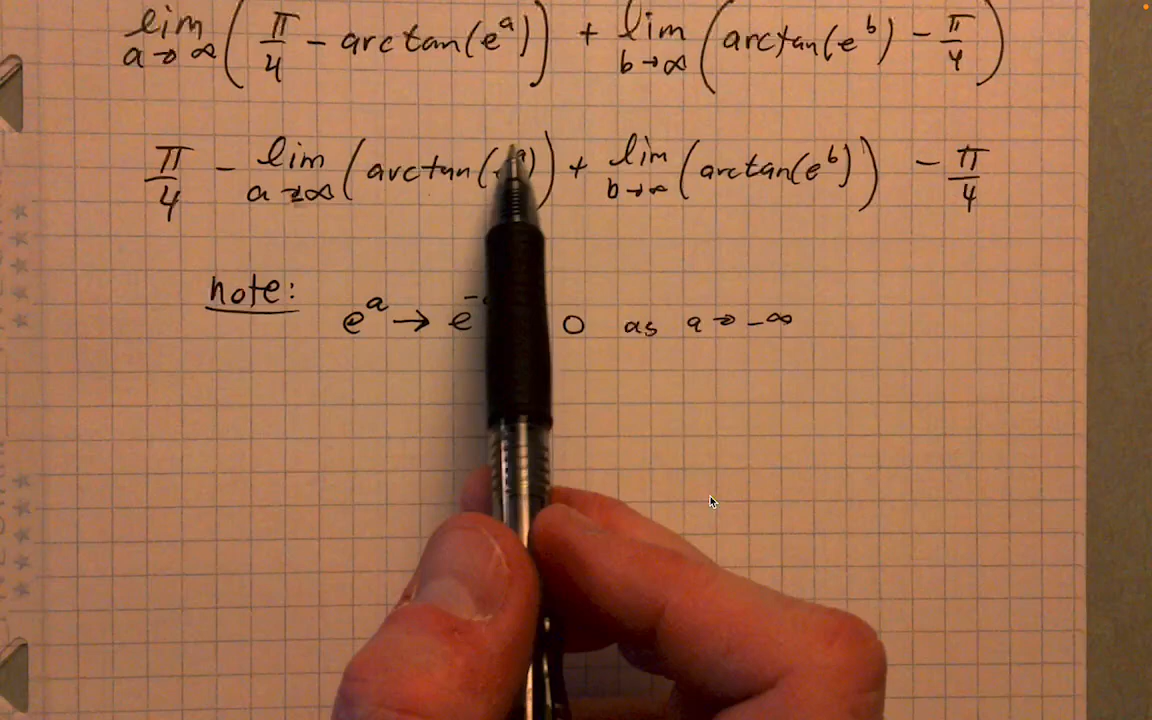 lim a→∞ (π/4 - arctan(e^a)) + lim b→∞ (arctan(e^b) - π/4)
π/4 - lim a→∞ (arctan( )) + lim b→∞ (arctan(e^b)) - π/4
note: e^a → e^- 0 as a→-∞